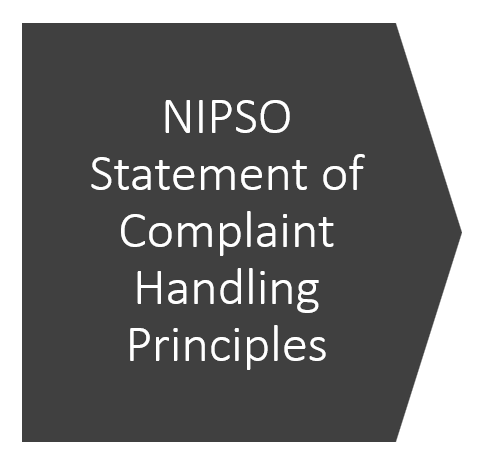 NIPSO
Statement of
Complaint
Handling
Principles